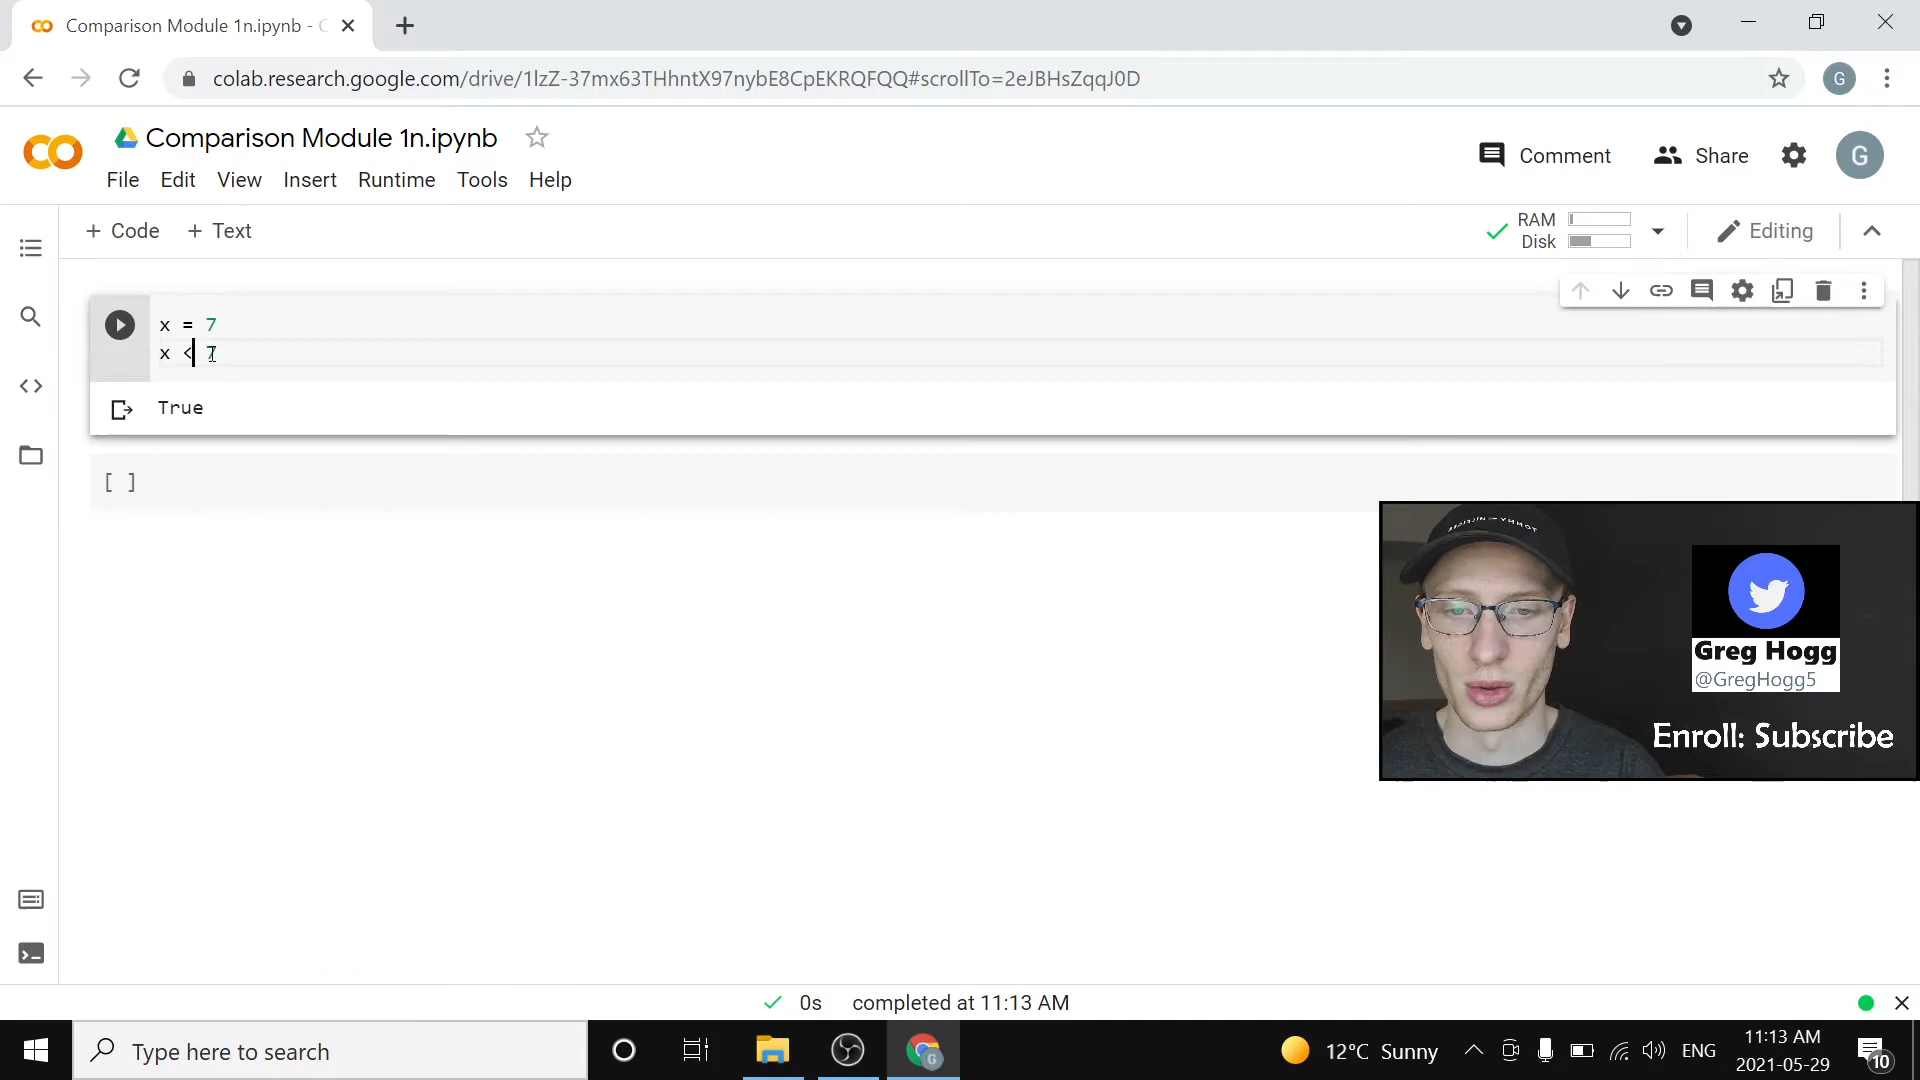 Comparison Module 1n.ipynb - C
colab.research.google.com/drive/1lzZ-37mx63THhntX97nybE8CpEKRQFQQ#scrollTo=2eJBHsZqqJ0D
G
Comparison Module 1n.ipynb
Comment
Share
G
File Edit View Insert Runtime Tools Help
+ Code + Text
RAM
Disk
Editing
x = 7
x < 7
True
[ ]
Greg Hogg
@GregHogg5
Enroll: Subscribe
0s completed at 11:13 AM
Type here to search
G
12°C Sunny
ENG
11:13 AM
2021-05-29
10